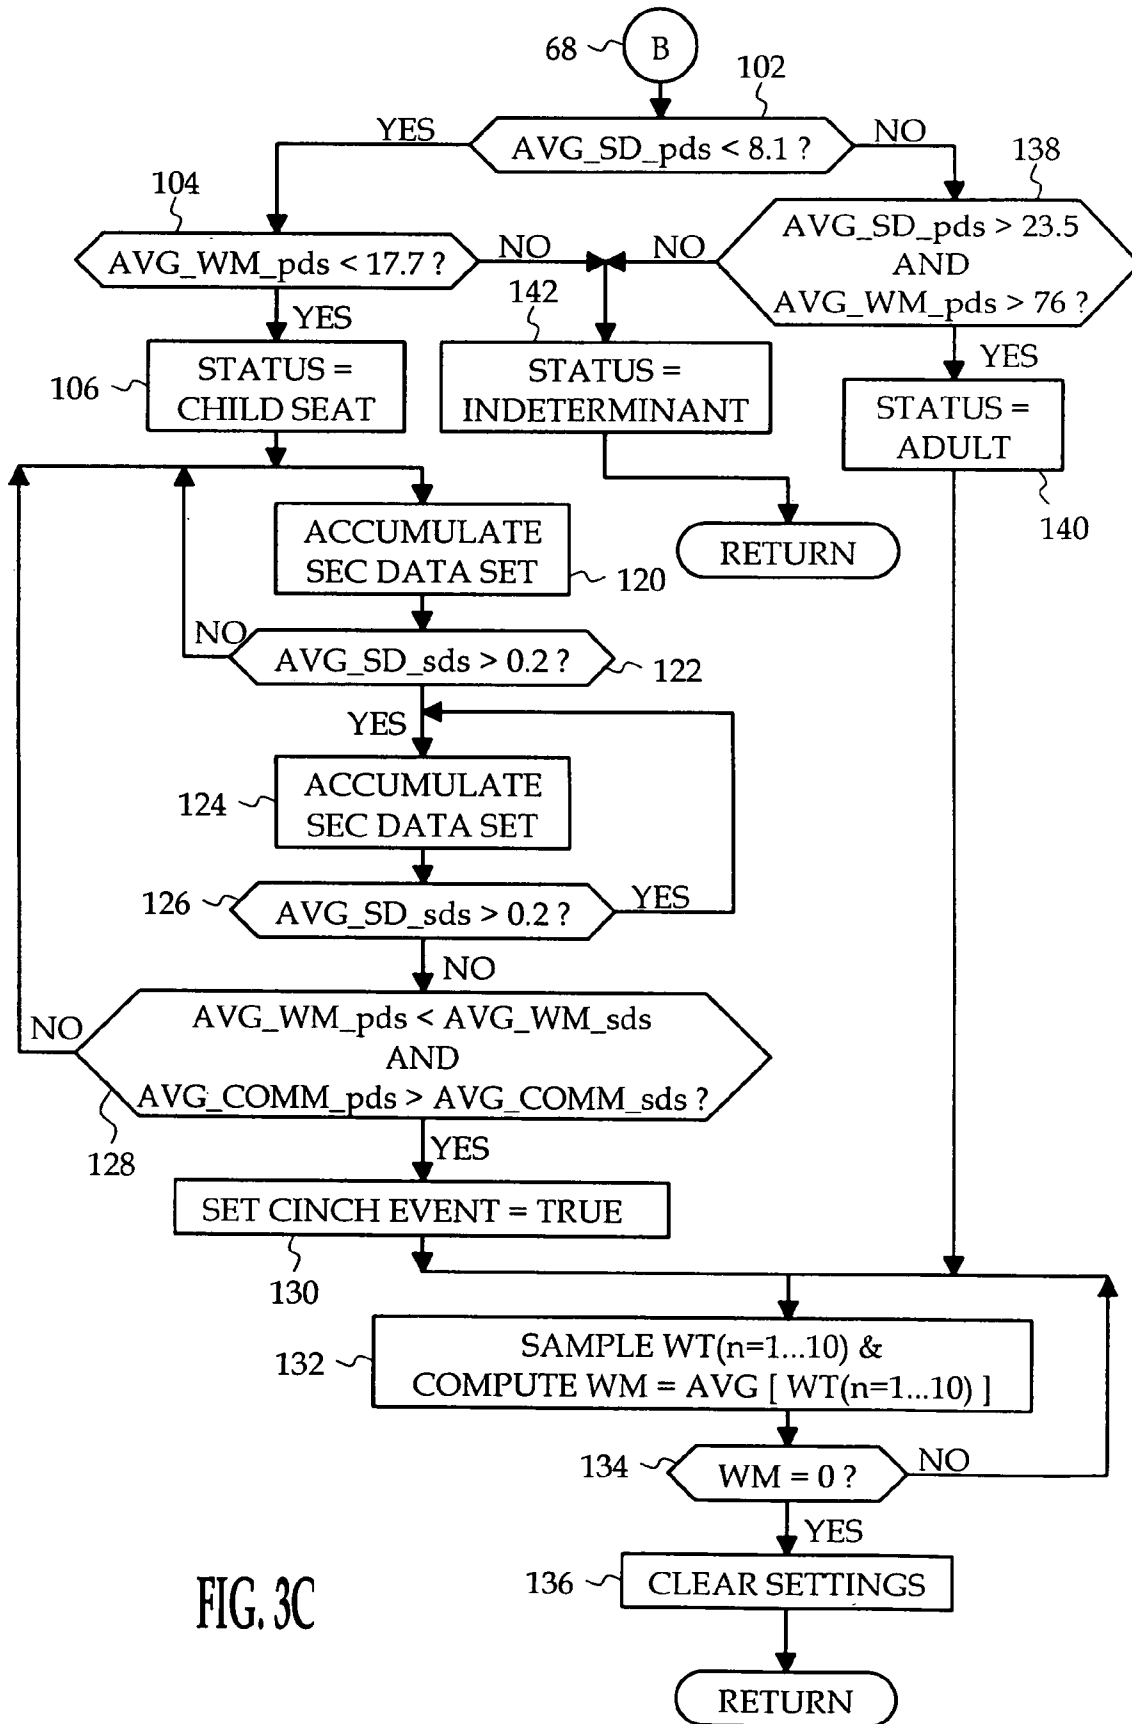 68
B
102
YES
AVG_SD_pds < 8.1 ?
NO
138
104
AVG_WM_pds < 17.7 ?
NO
NO
AVG_SD_pds > 23.5
AND
AVG_WM_pds > 76 ?
142
YES
YES
106
STATUS =
CHILD SEAT
STATUS =
INDETERMINANT
STATUS =
ADULT
140
RETURN
ACCUMULATE
SEC DATA SET
120
NO
AVG_SD_sds > 0.2 ?
122
YES
124
ACCUMULATE
SEC DATA SET
126
AVG_SD_sds > 0.2 ?
YES
NO
NO
AVG_WM_pds < AVG_WM_sds
AND
AVG_COMM_pds > AVG_COMM_sds ?
128
YES
SET CINCH EVENT = TRUE
130
132
SAMPLE WT(n=1...10) &
COMPUTE WM = AVG [ WT(n=1...10) ]
134
WM = 0 ?
NO
YES
136
CLEAR SETTINGS
FIG. 3C
RETURN